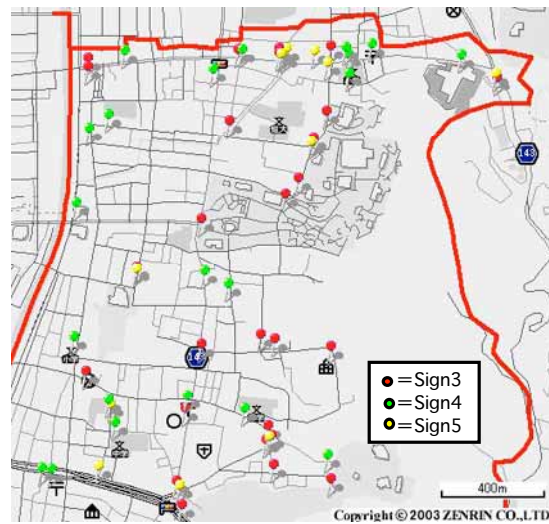 143
143
=Sign3
=Sign4
=Sign5
400m
Copyright © 2003 ZENRIN CO.,LTD